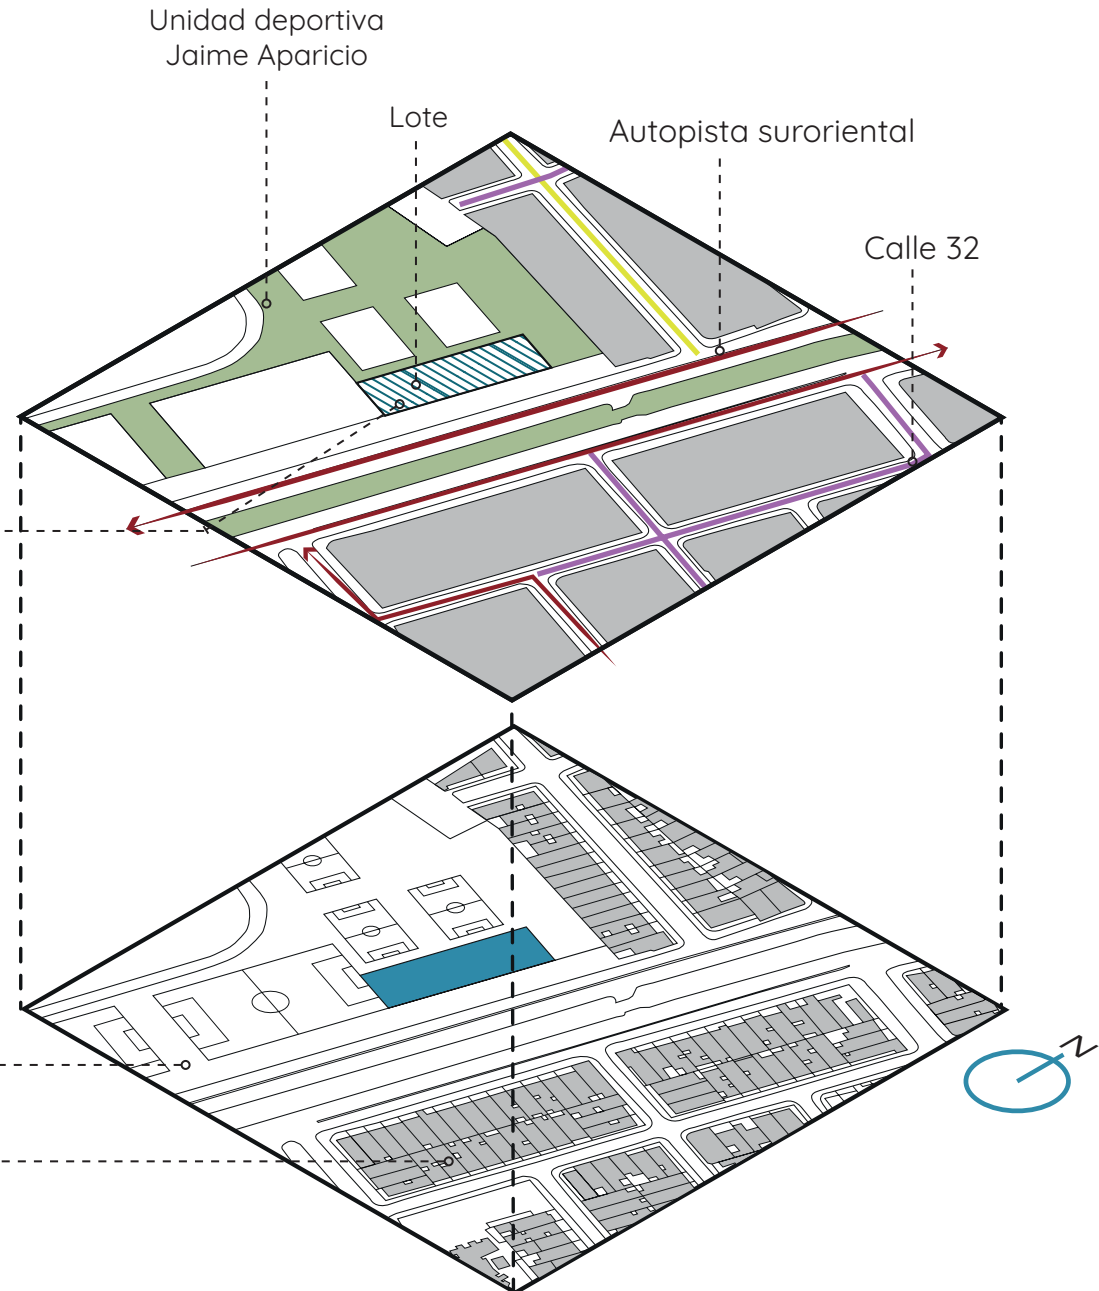 Unidad deportiva
Jaime Aparicio
Lote
Autopista suroriental
Calle 32
N